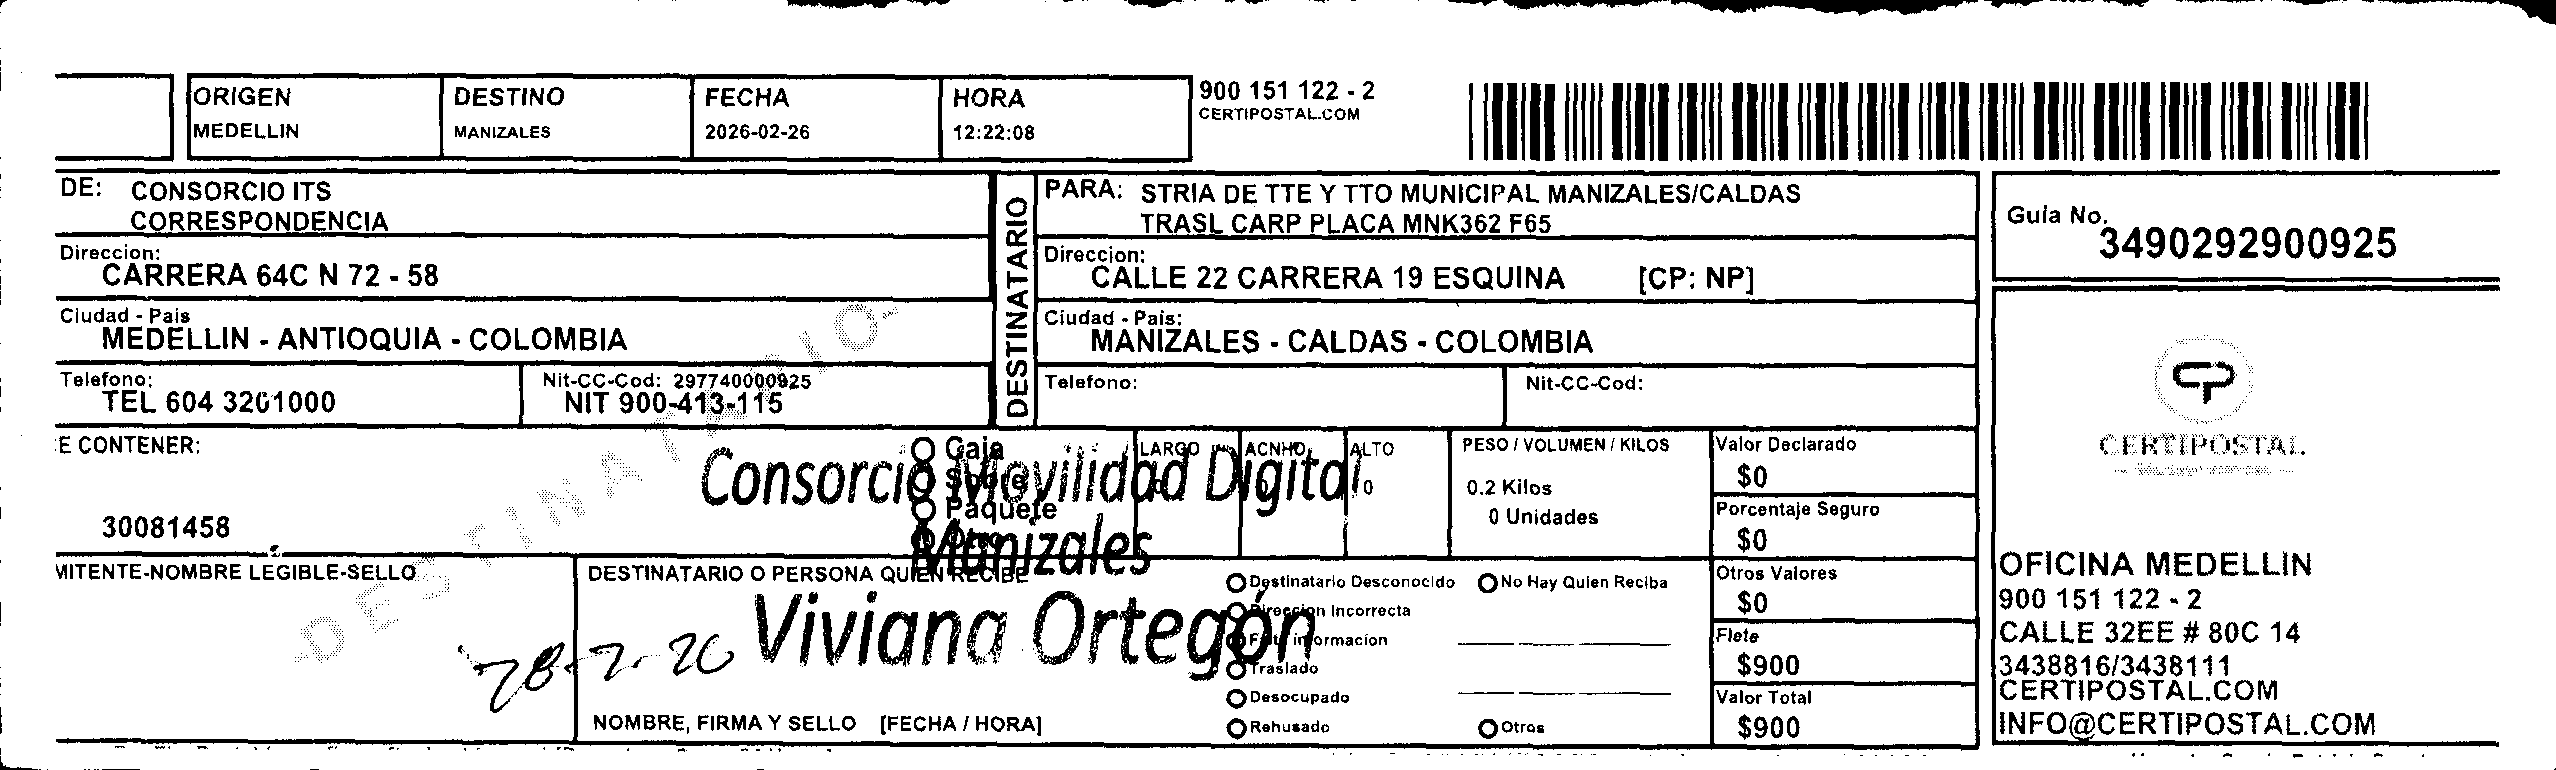 ORIGEN
MEDELLIN
DESTINO
MANIZALES
FECHA
2026-02-26
HORA
12:22:08
900 151 122 - 2
CERTIPOSTAL.COM
DE: CONSORCIO ITS
CORRESPONDENCIA
Direccion:
CARRERA 64C N 72 - 58
Ciudad - Pais
MEDELLIN - ANTIOQUIA - COLOMBIA
Telefono:
TEL 604 3201000
Nit-CC-Cod: 297740000925
NIT 900-413-115
DESTINATARIO
PARA: STRIA DE TTE Y TTO MUNICIPAL MANIZALES/CALDAS
TRASL CARP PLACA MNK362 F65
Direccion:
CALLE 22 CARRERA 19 ESQUINA [CP: NP]
Ciudad - Pais:
MANIZALES - CALDAS - COLOMBIA
Telefono:
Nit-CC-Cod:
Guia No.
3490292900925
E CONTENER:
30081458
Caja
Sobre
Paquete
Otro
LARGO
ACNHO
ALTO
0
PESO / VOLUMEN / KILOS
0.2 Kilos
0 Unidades
Valor Declarado
$0
Porcentaje Seguro
$0
Otros Valores
$0
Flete
$900
Valor Total
$900
Consorcio Movilidad Digital
Manizales
Viviana Ortegón
28-2-26
MITENTE-NOMBRE LEGIBLE-SELLO
DESTINATARIO O PERSONA QUIEN RECIBE
NOMBRE, FIRMA Y SELLO [FECHA / HORA]
Destinatario Desconocido
No Hay Quien Reciba
Direccion Incorrecta
Falta informacion
Traslado
Desocupado
Rehusado
Otros
-DESTINATARIO-
CERTIPOSTAL
OFICINA MEDELLIN
900 151 122 - 2
CALLE 32EE # 80C 14
3438816/3438111
CERTIPOSTAL.COM
INFO@CERTIPOSTAL.COM